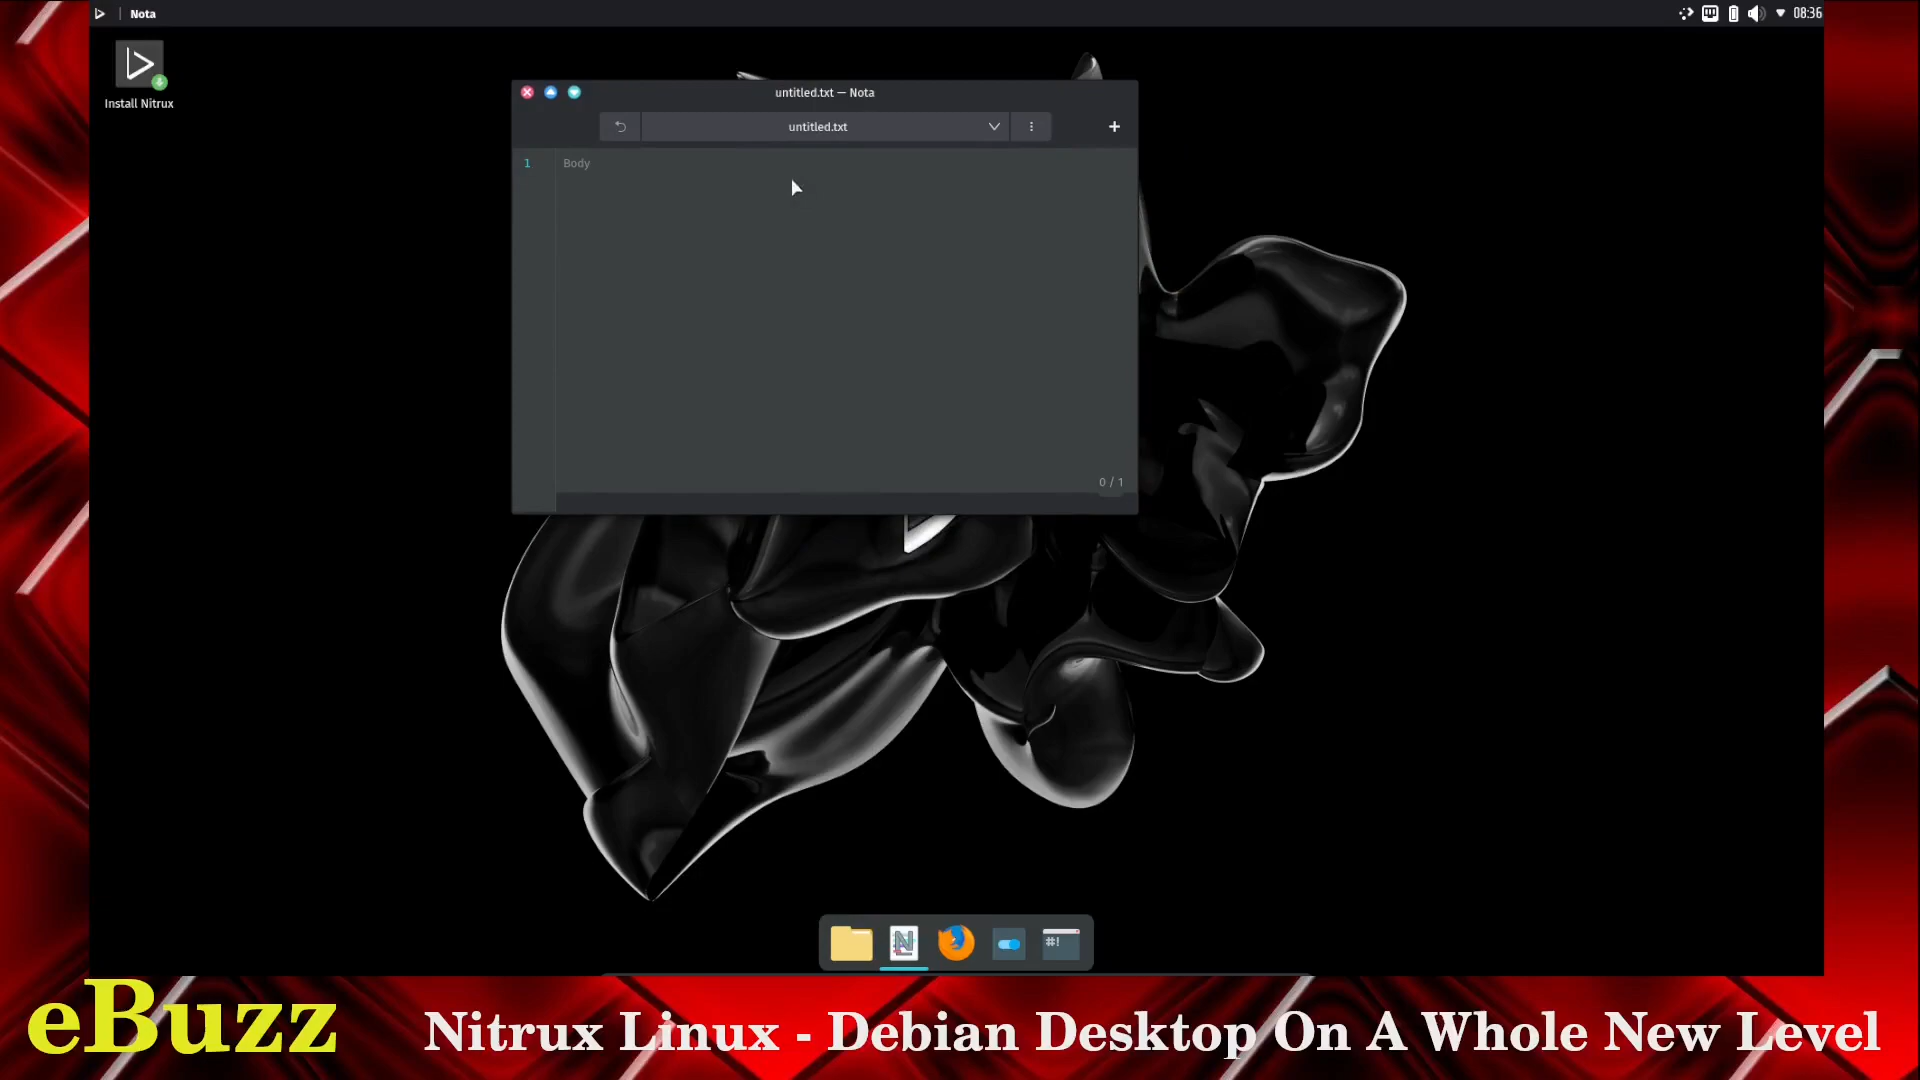 Nota
08:36
Install Nitrux
untitled.txt — Nota
untitled.txt
1
Body
0 / 1
N
#!
eBuzz
Nitrux Linux - Debian Desktop On A Whole New Level